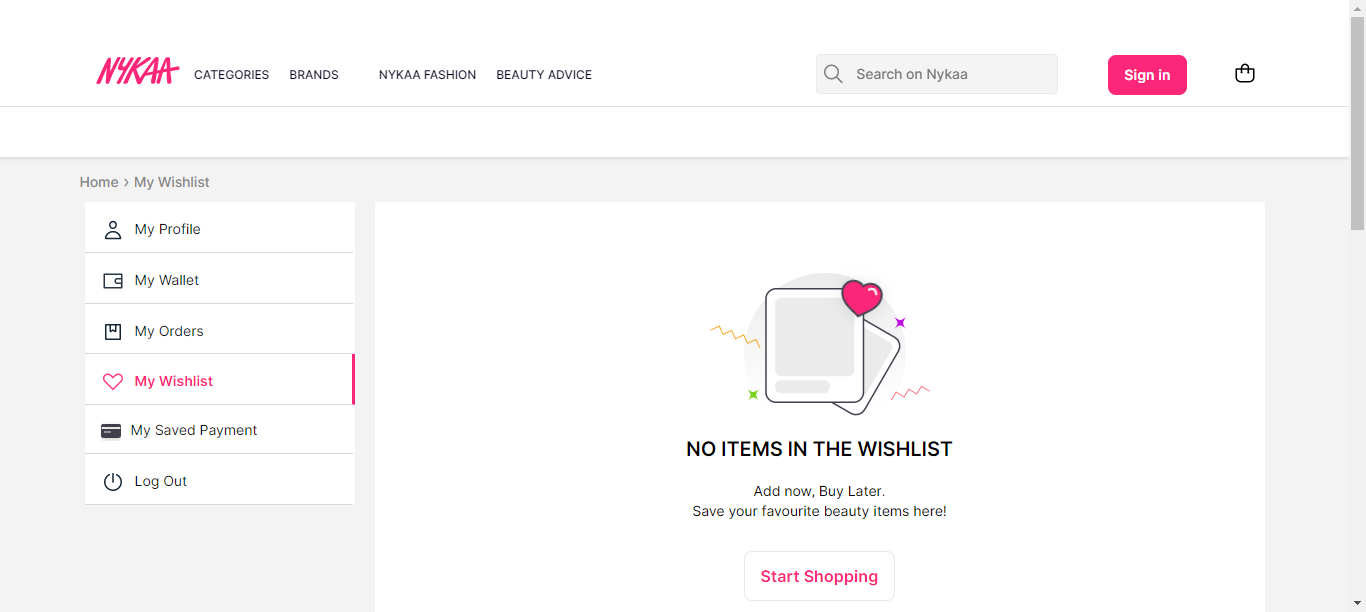 NYKAA CATEGORIES BRANDS NYKAA FASHION BEAUTY ADVICE Search on Nykaa Sign in
Home › My Wishlist
My Profile
My Wallet
My Orders
My Wishlist
My Saved Payment
Log Out
NO ITEMS IN THE WISHLIST
Add now, Buy Later.
Save your favourite beauty items here!
Start Shopping